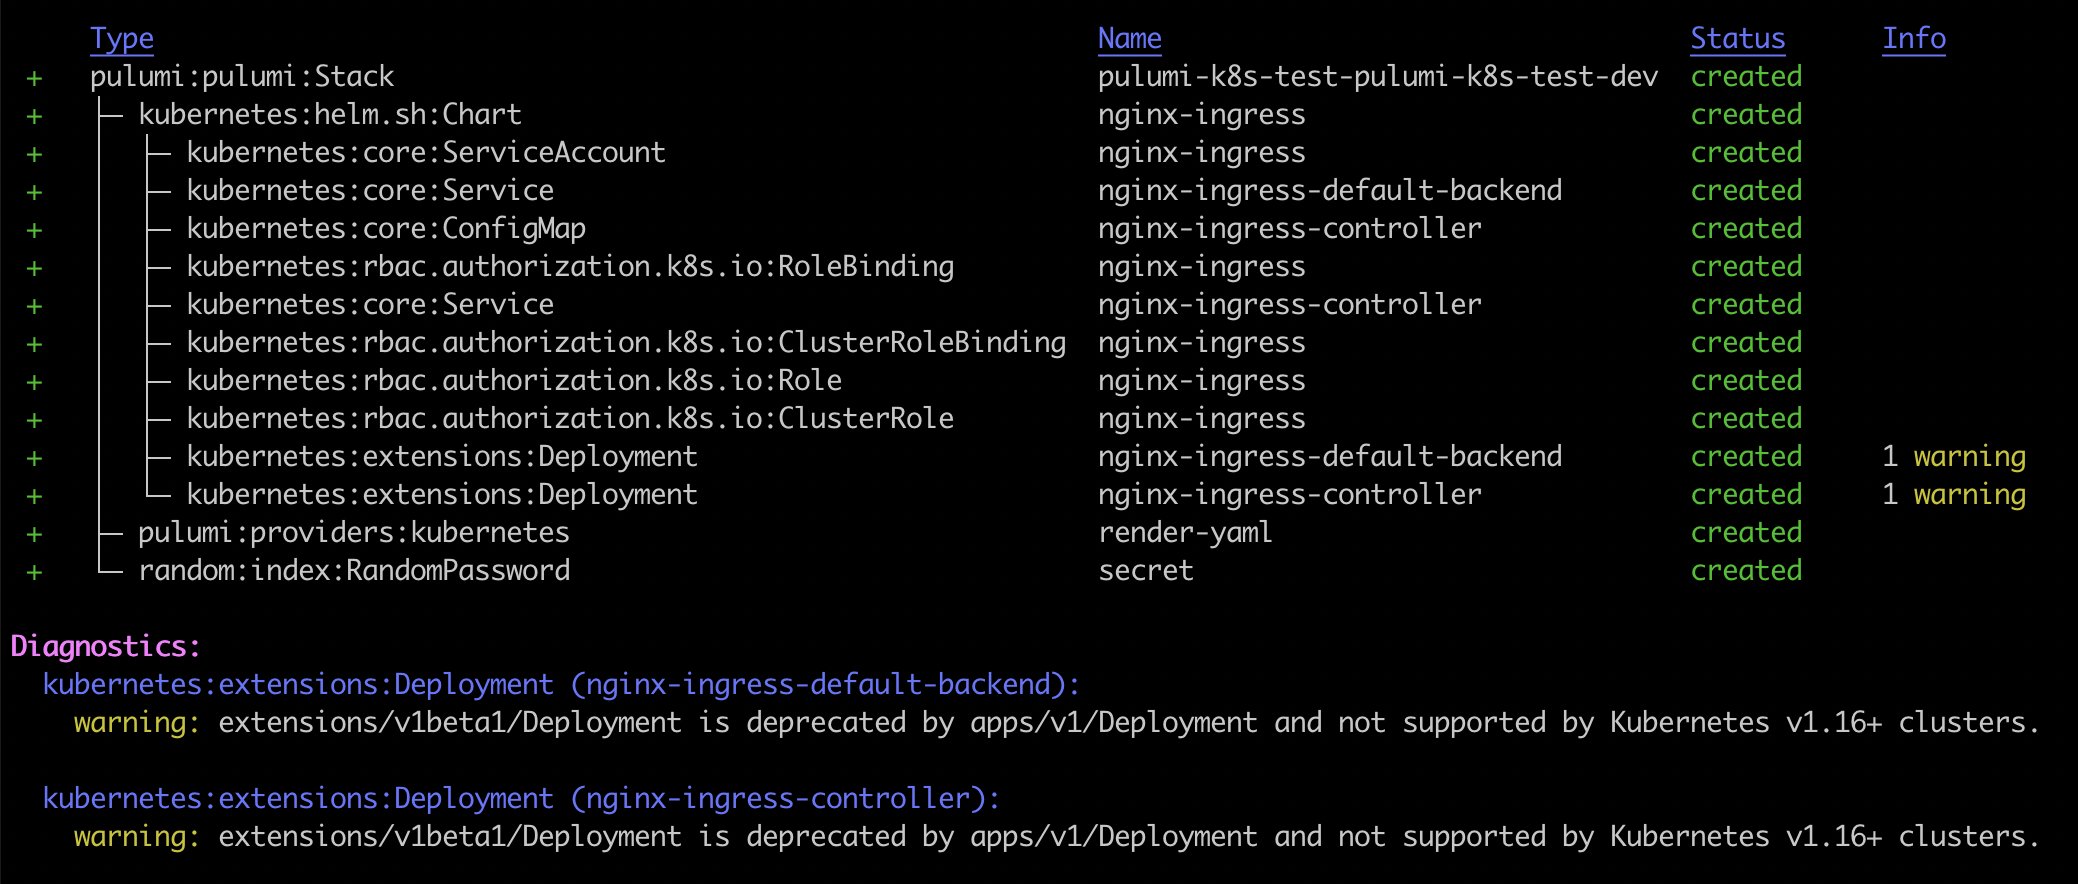 Type Name Status Info
+ pulumi:pulumi:Stack pulumi-k8s-test-pulumi-k8s-test-dev created
+ ├─ kubernetes:helm.sh:Chart nginx-ingress created
+ │ ├─ kubernetes:core:ServiceAccount nginx-ingress created
+ │ ├─ kubernetes:core:Service nginx-ingress-default-backend created
+ │ ├─ kubernetes:core:ConfigMap nginx-ingress-controller created
+ │ ├─ kubernetes:rbac.authorization.k8s.io:RoleBinding nginx-ingress created
+ │ ├─ kubernetes:core:Service nginx-ingress-controller created
+ │ ├─ kubernetes:rbac.authorization.k8s.io:ClusterRoleBinding nginx-ingress created
+ │ ├─ kubernetes:rbac.authorization.k8s.io:Role nginx-ingress created
+ │ ├─ kubernetes:rbac.authorization.k8s.io:ClusterRole nginx-ingress created
+ │ ├─ kubernetes:extensions:Deployment nginx-ingress-default-backend created 1 warning
+ │ └─ kubernetes:extensions:Deployment nginx-ingress-controller created 1 warning
+ ├─ pulumi:providers:kubernetes render-yaml created
+ └─ random:index:RandomPassword secret created
Diagnostics:
kubernetes:extensions:Deployment (nginx-ingress-default-backend):
warning: extensions/v1beta1/Deployment is deprecated by apps/v1/Deployment and not supported by Kubernetes v1.16+ clusters.
kubernetes:extensions:Deployment (nginx-ingress-controller):
warning: extensions/v1beta1/Deployment is deprecated by apps/v1/Deployment and not supported by Kubernetes v1.16+ clusters.